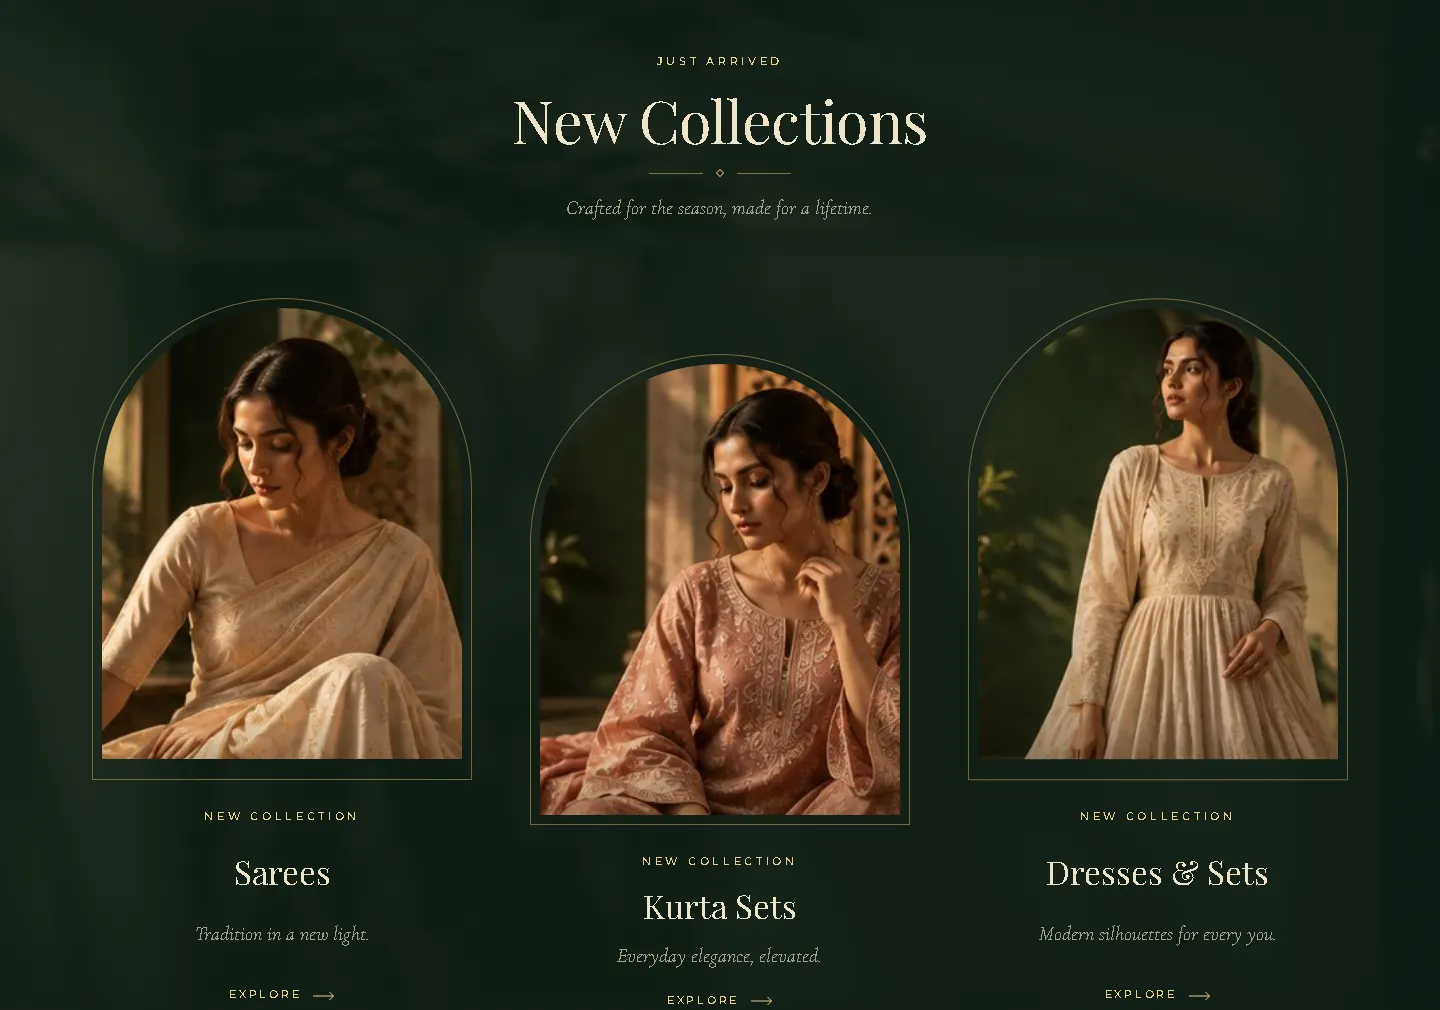 JUST ARRIVED
New Collections
Crafted for the season, made for a lifetime.
NEW COLLECTION
Sarees
Tradition in a new light.
EXPLORE
NEW COLLECTION
Kurta Sets
Everyday elegance, elevated.
EXPLORE
NEW COLLECTION
Dresses & Sets
Modern silhouettes for every you.
EXPLORE